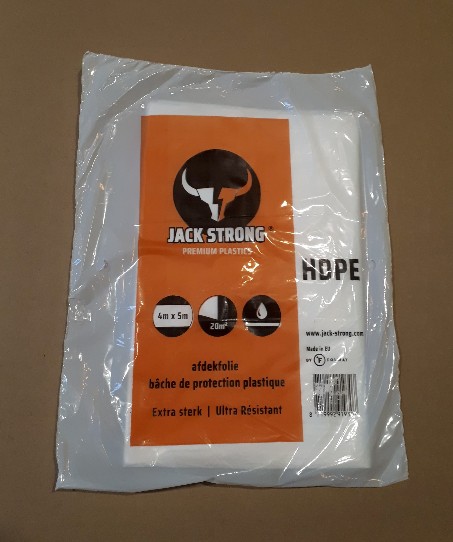 JACK STRONG®
PREMIUM PLASTICS
HDPE
4m x 5m
20m²
www.jack-strong.com
Made in EU
afdekfolie
bâche de protection plastique
Extra sterk | Ultra Résistant